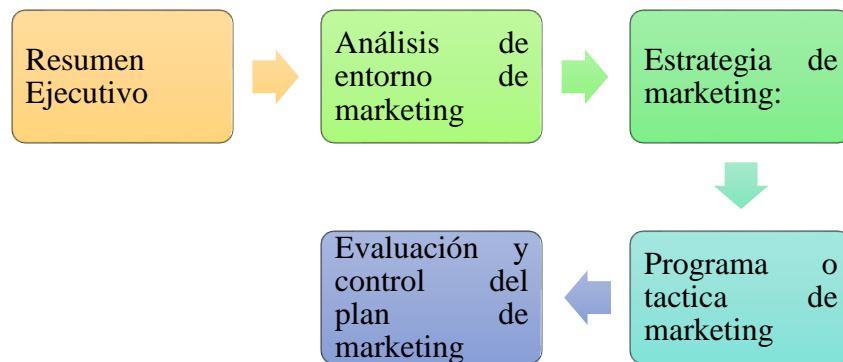 Resumen
Ejecutivo
Análisis de
entorno de
marketing
Estrategia de
marketing:
Programa o
tactica de
marketing
Evaluación y
control del
plan de
marketing